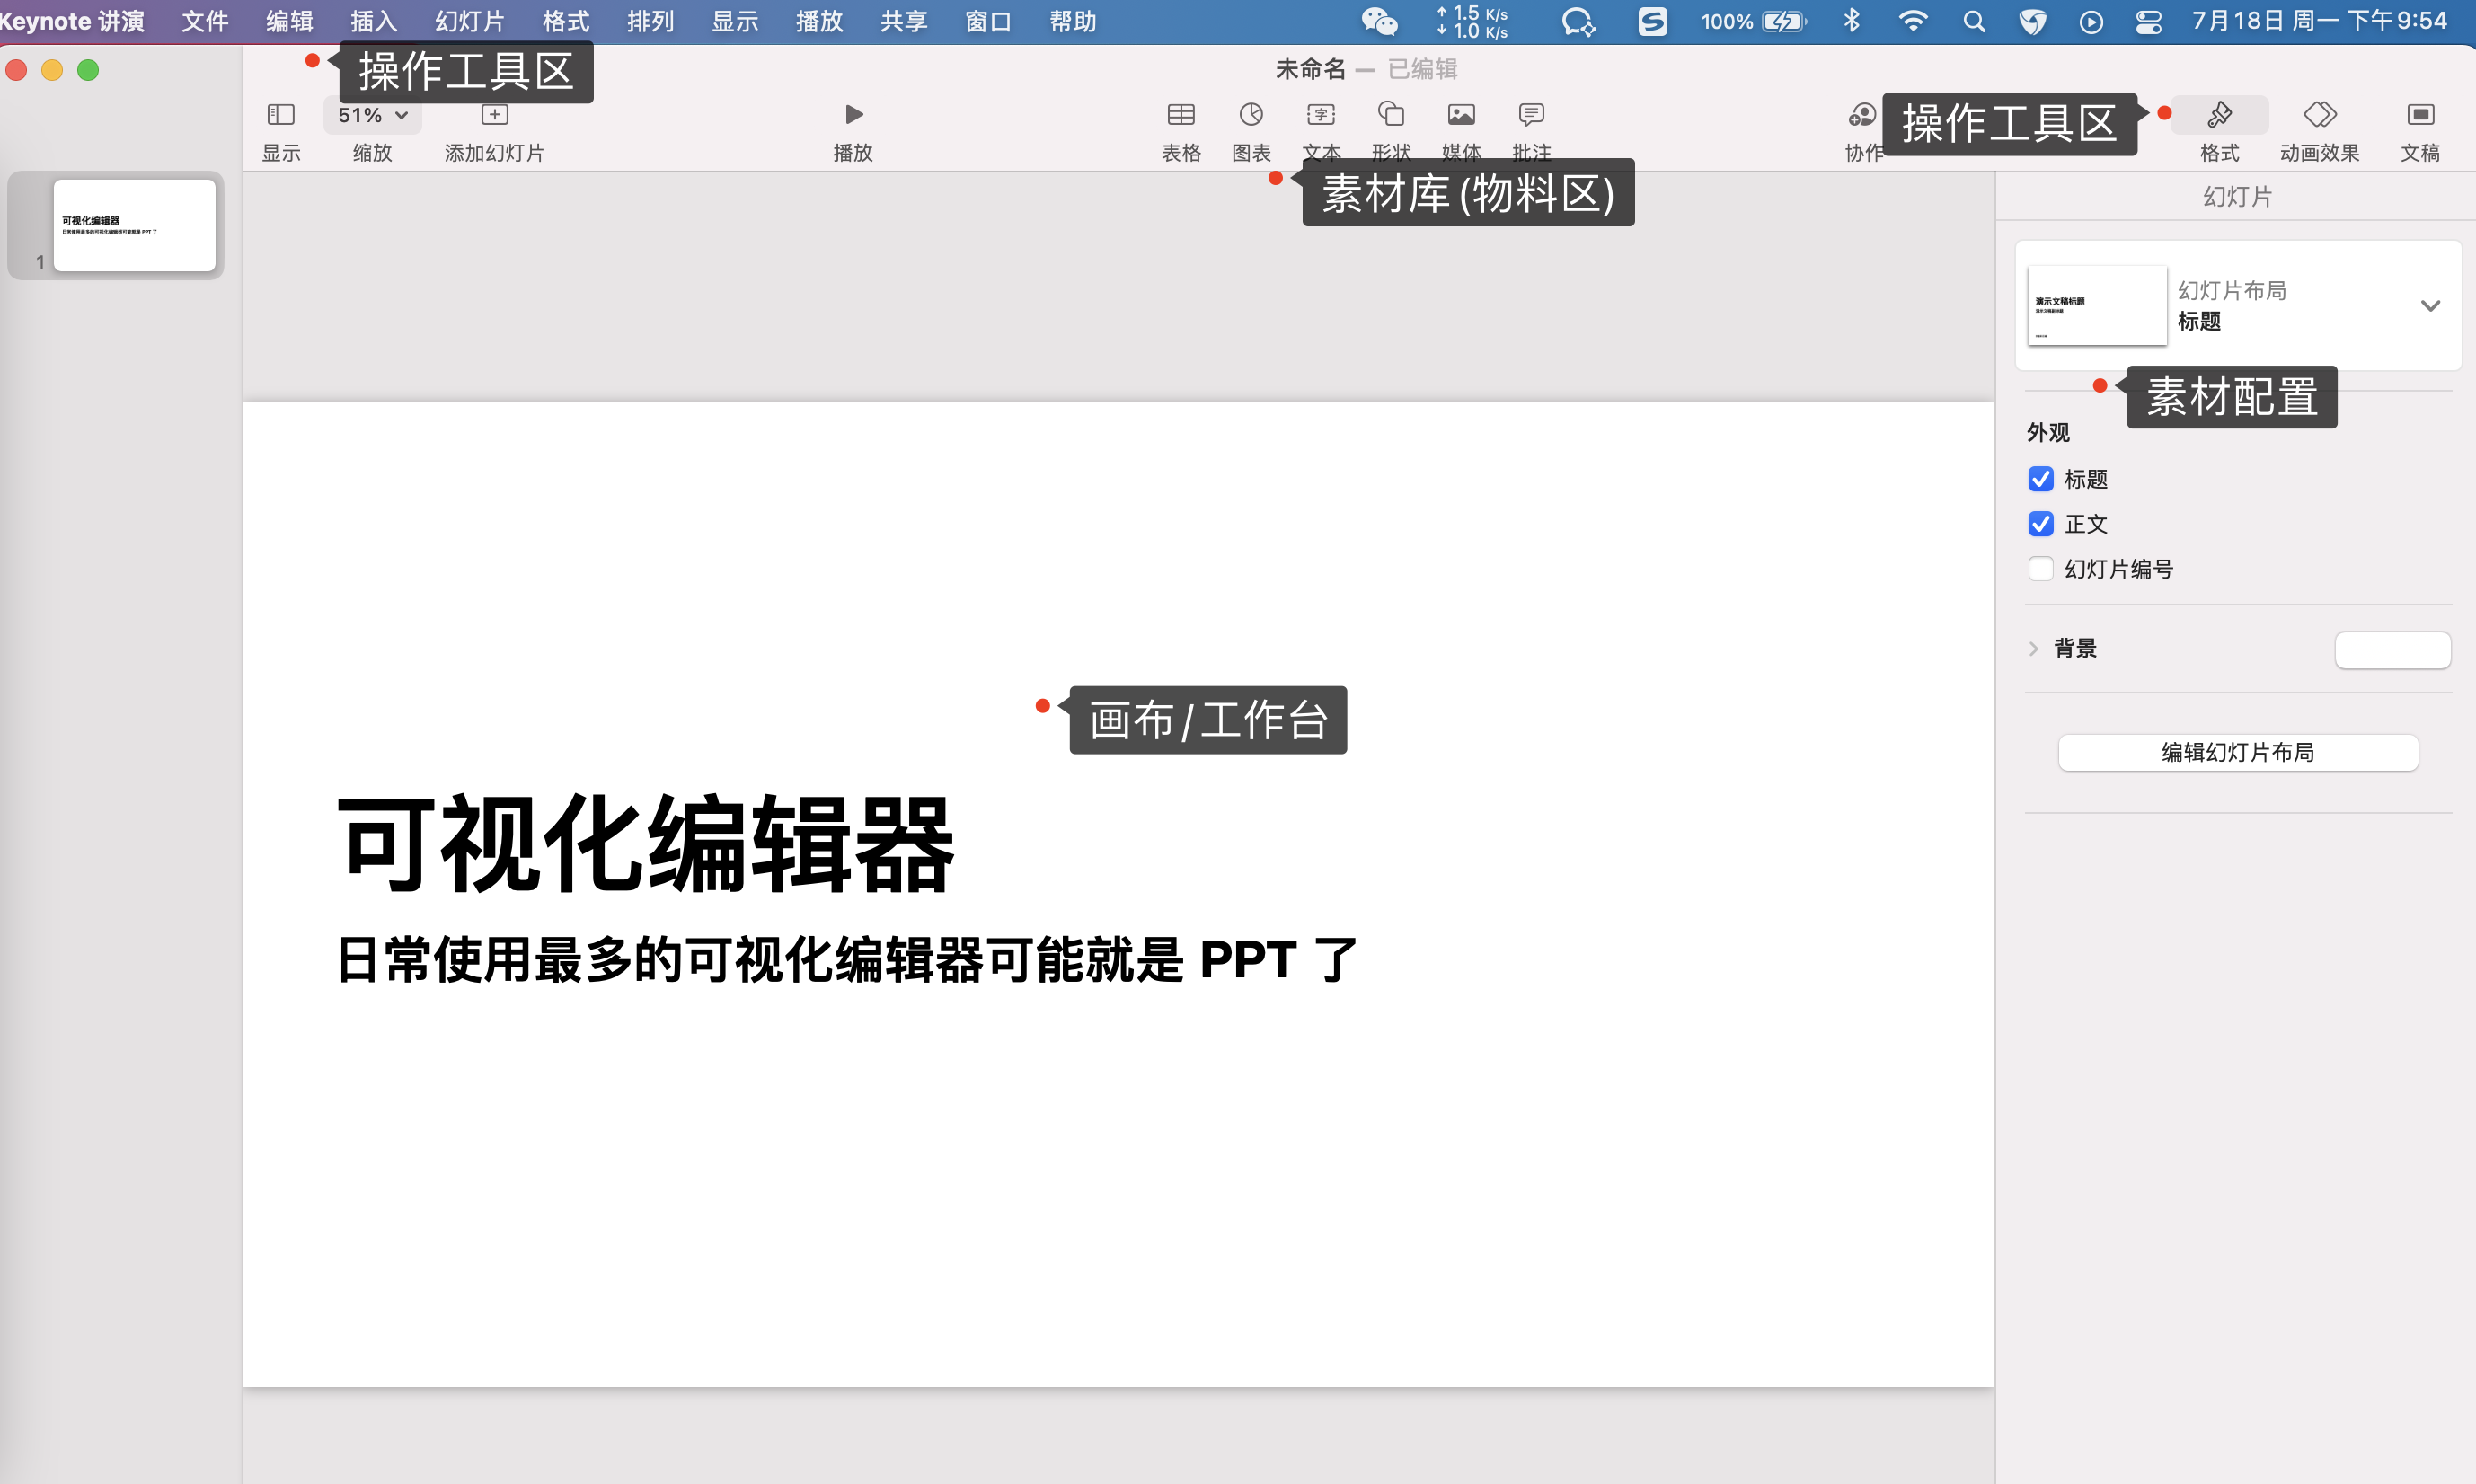 Keynote 讲演 文件 编辑 插入 幻灯片 格式 排列 显示 播放 共享 窗口 帮助
↑ 1.5 K/s
↓ 1.0 K/s
100%
7月18日 周一 下午9:54
操作工具区
未命名 — 已编辑
51%
显示 缩放 添加幻灯片 播放 表格 图表 文本 形状 媒体 批注 协作
操作工具区
格式 动画效果 文稿
素材库(物料区)
幻灯片
可视化编辑器
日常使用最多的可视化编辑器可能就是 PPT 了
1
演示文稿标题
演示文稿副标题
幻灯片布局
标题
素材配置
外观
标题
正文
幻灯片编号
背景
编辑幻灯片布局
画布/工作台
可视化编辑器
日常使用最多的可视化编辑器可能就是 PPT 了